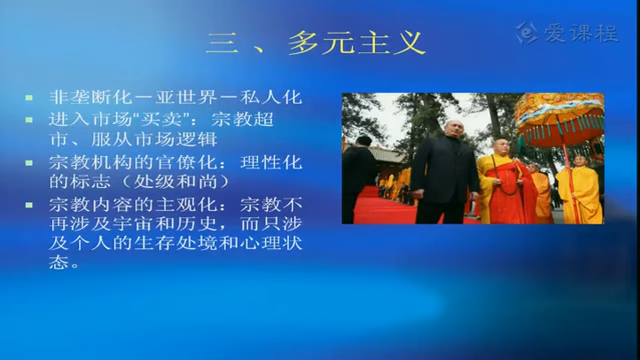 爱课程
三 、多元主义
非垄断化－亚世界－私人化
进入市场“买卖”：宗教超
市、服从市场逻辑
宗教机构的官僚化：理性化
的标志（处级和尚）
宗教内容的主观化：宗教不
再涉及宇宙和历史，而只涉
及个人的生存处境和心理状
态。